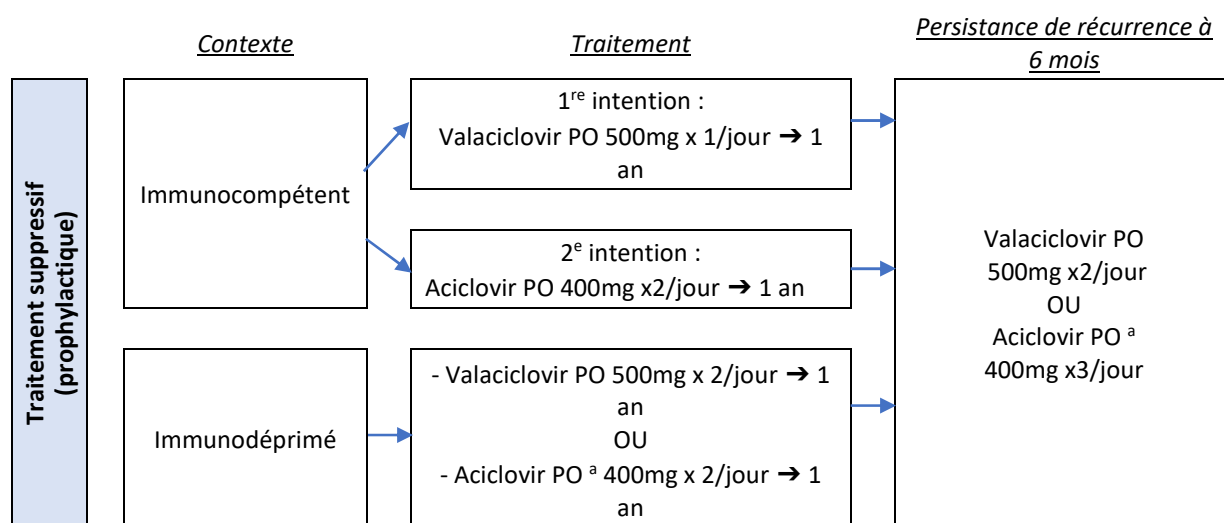 Contexte
Traitement
Persistance de récurrence à
6 mois
Traitement suppressif
(prophylactique)
Immunocompétent
1re intention :
Valaciclovir PO 500mg x 1/jour ➔ 1
an
2e intention :
Aciclovir PO 400mg x2/jour ➔ 1 an
Immunodéprimé
- Valaciclovir PO 500mg x 2/jour ➔ 1
an
OU
- Aciclovir PO a 400mg x 2/jour ➔ 1
an
Valaciclovir PO
500mg x2/jour
OU
Aciclovir PO a
400mg x3/jour